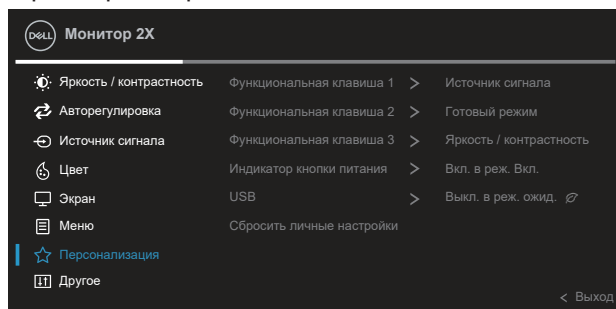 DELL Монитор 2X
Яркость / контрастность Функциональная клавиша 1 > Источник сигнала
Авторегулировка Функциональная клавиша 2 > Готовый режим
Источник сигнала Функциональная клавиша 3 > Яркость / контрастность
Цвет Индикатор кнопки питания > Вкл. в реж. Вкл.
Экран USB > Выкл. в реж. ожид.
Меню Сбросить личные настройки
Персонализация
Другое
< Выход